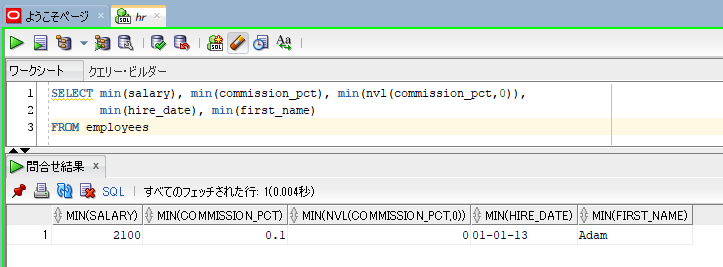 ようこそページ hr
ワークシート クエリー・ビルダー
1 SELECT min(salary), min(commission_pct), min(nvl(commission_pct,0)),
2 min(hire_date), min(first_name)
3 FROM employees
問合せ結果
SQL すべてのフェッチされた行: 1(0.004秒)
MIN(SALARY) MIN(COMMISSION_PCT) MIN(NVL(COMMISSION_PCT,0)) MIN(HIRE_DATE) MIN(FIRST_NAME)
1 2100 0.1 0 01-01-13 Adam